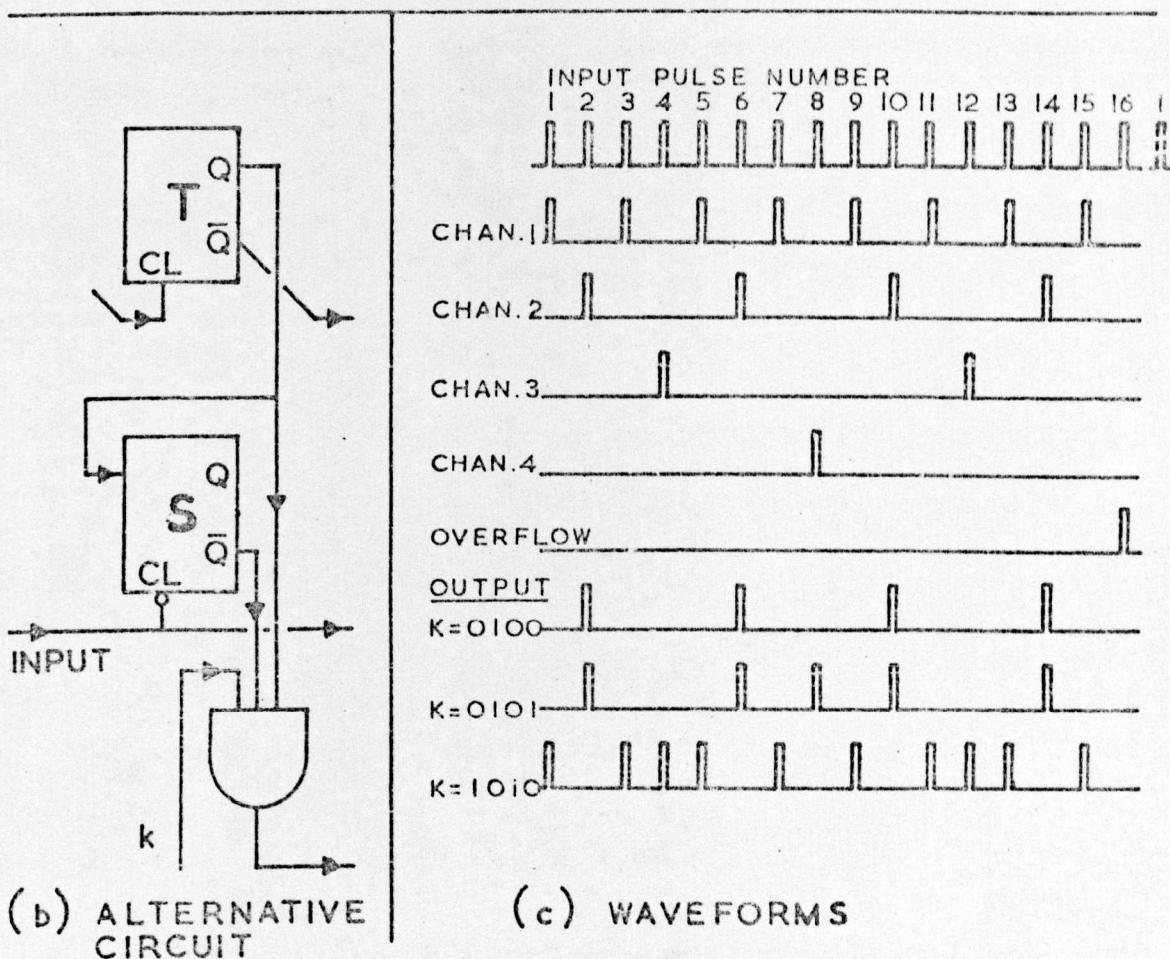 Q
T
Q̅
CL
Q
S
Q̅
CL
INPUT
k
(b) ALTERNATIVE
CIRCUIT
INPUT PULSE NUMBER
1 2 3 4 5 6 7 8 9 10 11 12 13 14 15 16 1
CHAN.1
CHAN.2
CHAN.3
CHAN.4
OVERFLOW
OUTPUT
K=0100
K=0101
K=1010
(c) WAVEFORMS